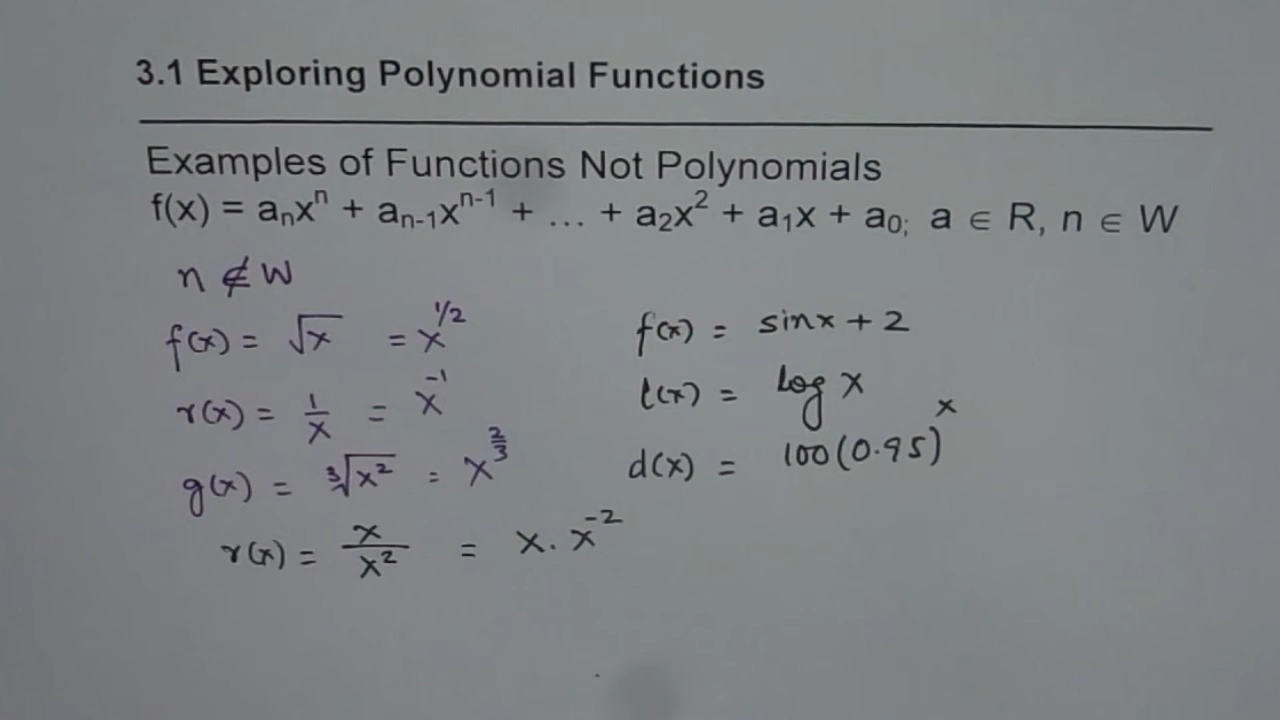 3.1 Exploring Polynomial Functions
Examples of Functions Not Polynomials
f(x) = aₙxⁿ + aₙ₋₁xⁿ⁻¹ + ... + a₂x² + a₁x + a₀; a ∈ R, n ∈ W
n ∉ W
f(x) = √x = x^1/2
r(x) = 1/x = x⁻¹
g(x) = ∛x² = x^2/3
r(x) = x/x² = x · x⁻²
f(x) = sinx + 2
l(x) = log x
d(x) = 100(0.95)ˣ